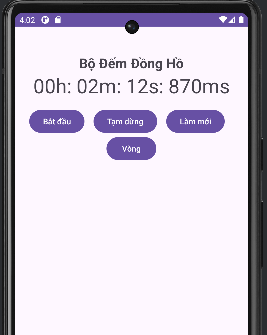 4:02
Bộ Đếm Đồng Hồ
00h: 02m: 12s: 870ms
Bắt đầu Tạm dừng Làm mới
Vòng